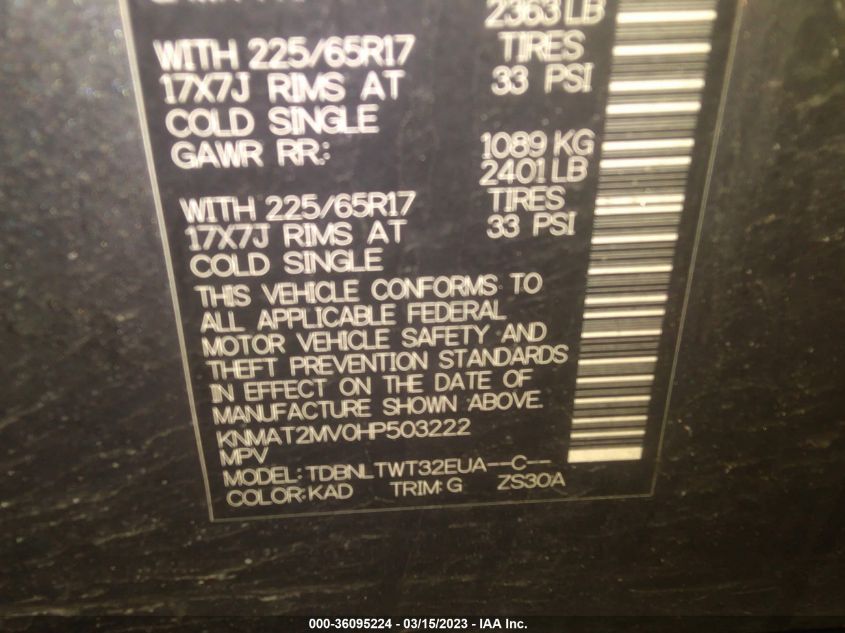 2363 LB
WITH 225/65R17 TIRES
17X7J RIMS AT 33 PSI
COLD SINGLE
GAWR RR: 1089 KG
2401 LB
WITH 225/65R17 TIRES
17X7J RIMS AT 33 PSI
COLD SINGLE
THIS VEHICLE CONFORMS TO
ALL APPLICABLE FEDERAL
MOTOR VEHICLE SAFETY AND
THEFT PREVENTION STANDARDS
IN EFFECT ON THE DATE OF
MANUFACTURE SHOWN ABOVE.
KNMAT2MV0HP503222
MPV
MODEL: TDBNLTWT32EUA--C--
COLOR: KAD TRIM: G ZS30A
000-36095224 - 03/15/2023 - IAA Inc.